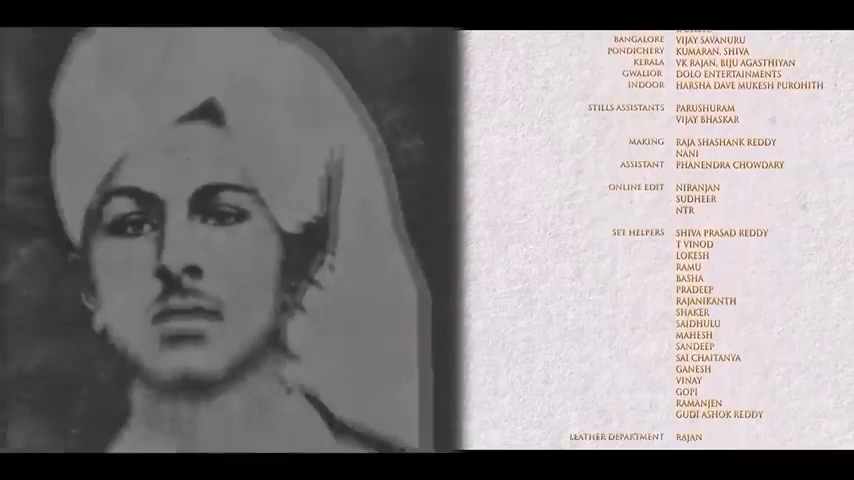 BANGALORE VIJAY SAVANURU
PONDICHERY KUMARAN, SHIVA
KERALA VK RAJAN, BIJU AGASTHIYAN
GWALIOR DOLO ENTERTAINMENTS
INDOOR HARSHA DAVE MUKESH PUROHITH
STILLS ASSISTANTS PARUSHURAM
VIJAY BHASKAR
MAKING RAJA SHASHANK REDDY
NANI
ASSISTANT PHANENDRA CHOWDARY
ONLINE EDIT NIRANJAN
SUDHEER
NTR
SET HELPERS SHIVA PRASAD REDDY
T VINOD
LOKESH
RAMU
BASHA
PRADEEP
RAJANIKANTH
SHAKER
SAIDHULU
MAHESH
SANDEEP
SAI CHAITANYA
GANESH
VINAY
GOPI
RAMANJEN
GUDI ASHOK REDDY
LEATHER DEPARTMENT RAJAN